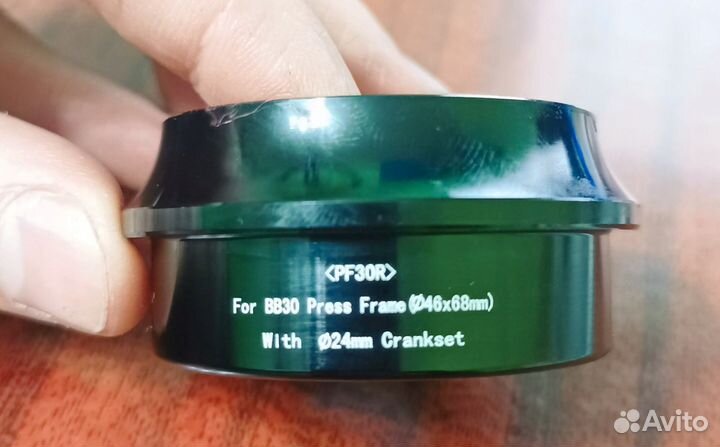 <PF30R>
For BB30 Press Frame(Ø46x68mm)
With Ø24mm Crankset
Avito